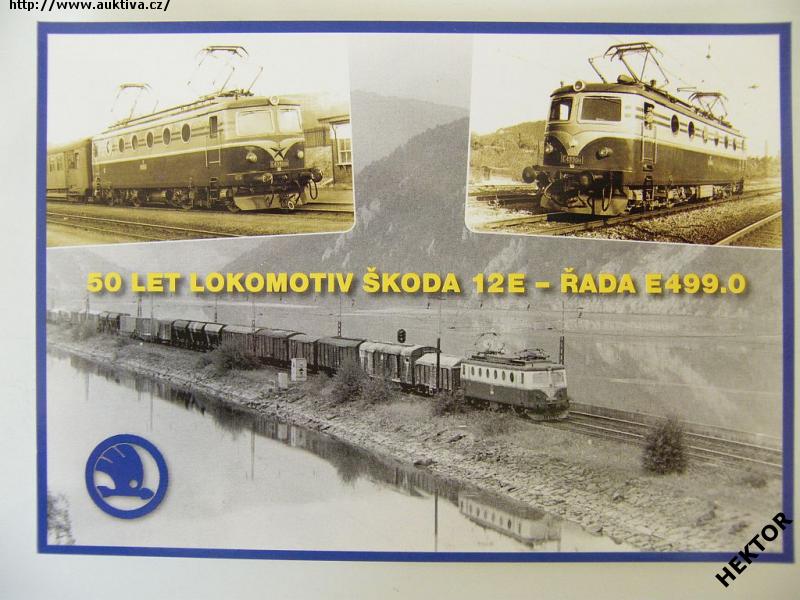 http://www.auktiva.cz/
50 LET LOKOMOTIV ŠKODA 12E – ŘADA E499.0
HEKTOR